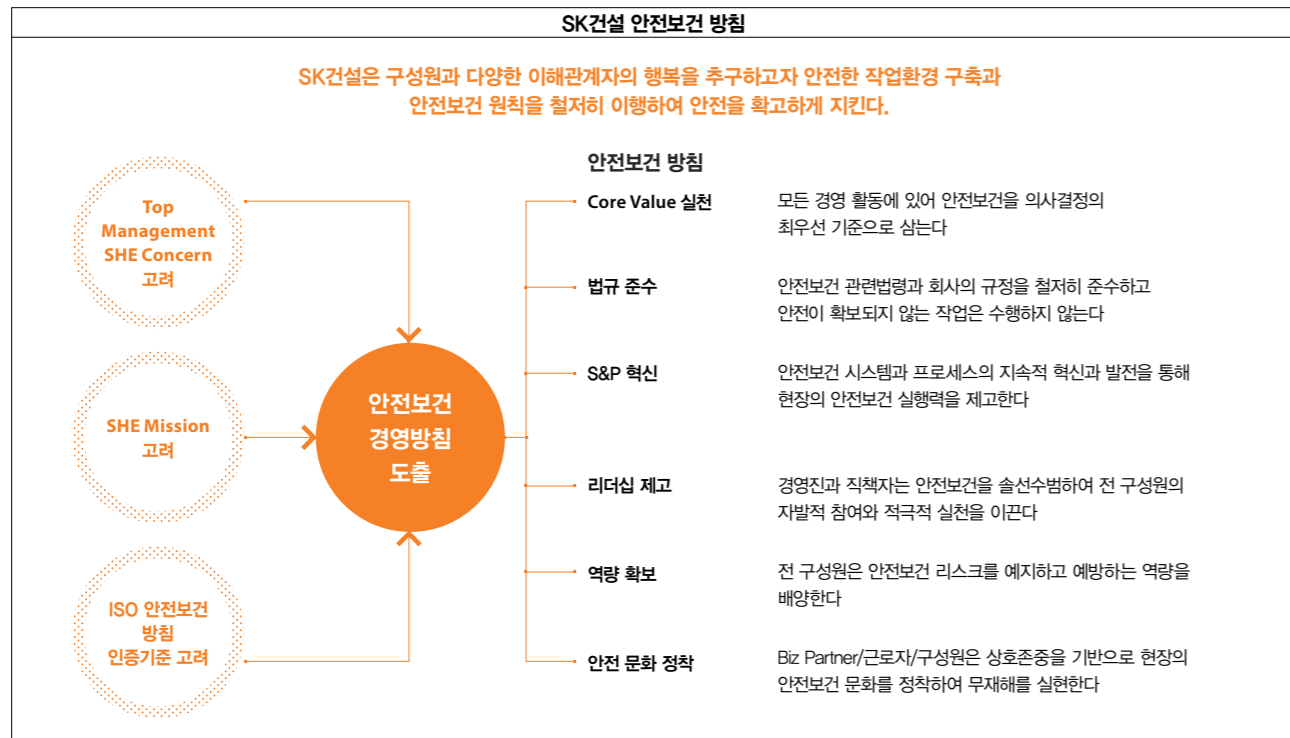 SK건설 안전보건 방침
SK건설은 구성원과 다양한 이해관계자의 행복을 추구하고자 안전한 작업환경 구축과
안전보건 원칙을 철저히 이행하여 안전을 확고하게 지킨다.
Top
Management
SHE Concern
고려
SHE Mission
고려
ISO 안전보건
방침
인증기준 고려
안전보건
경영방침
도출
안전보건 방침
Core Value 실천
모든 경영 활동에 있어 안전보건을 의사결정의
최우선 기준으로 삼는다
법규 준수
안전보건 관련법령과 회사의 규정을 철저히 준수하고
안전이 확보되지 않는 작업은 수행하지 않는다
S&P 혁신
안전보건 시스템과 프로세스의 지속적 혁신과 발전을 통해
현장의 안전보건 실행력을 제고한다
리더십 제고
경영진과 직책자는 안전보건을 솔선수범하여 전 구성원의
자발적 참여와 적극적 실천을 이끈다
역량 확보
전 구성원은 안전보건 리스크를 예지하고 예방하는 역량을
배양한다
안전 문화 정착
Biz Partner/근로자/구성원은 상호존중을 기반으로 현장의
안전보건 문화를 정착하여 무재해를 실현한다